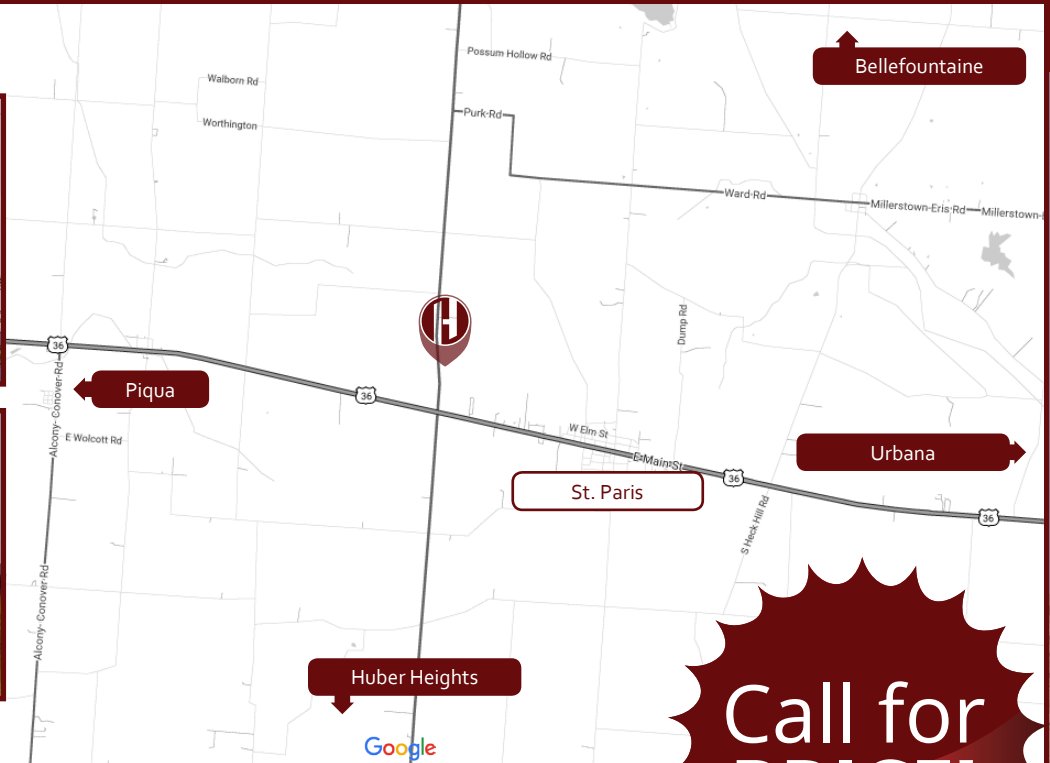 Possum Hollow Rd
Bellefountaine
Walborn Rd
Purk Rd
Worthington
Ward Rd
Millerstown-Eris Rd
Millerstown-
H
Dump Rd
36
Piqua
Alcony- Conover-Rd
36
W Elm St
E Wolcott Rd
Urbana
E-Main-St
36
St. Paris
36
S Heck Hill Rd
Alcony- Conover-Rd
Huber Heights
Call for
PRICE!
Google